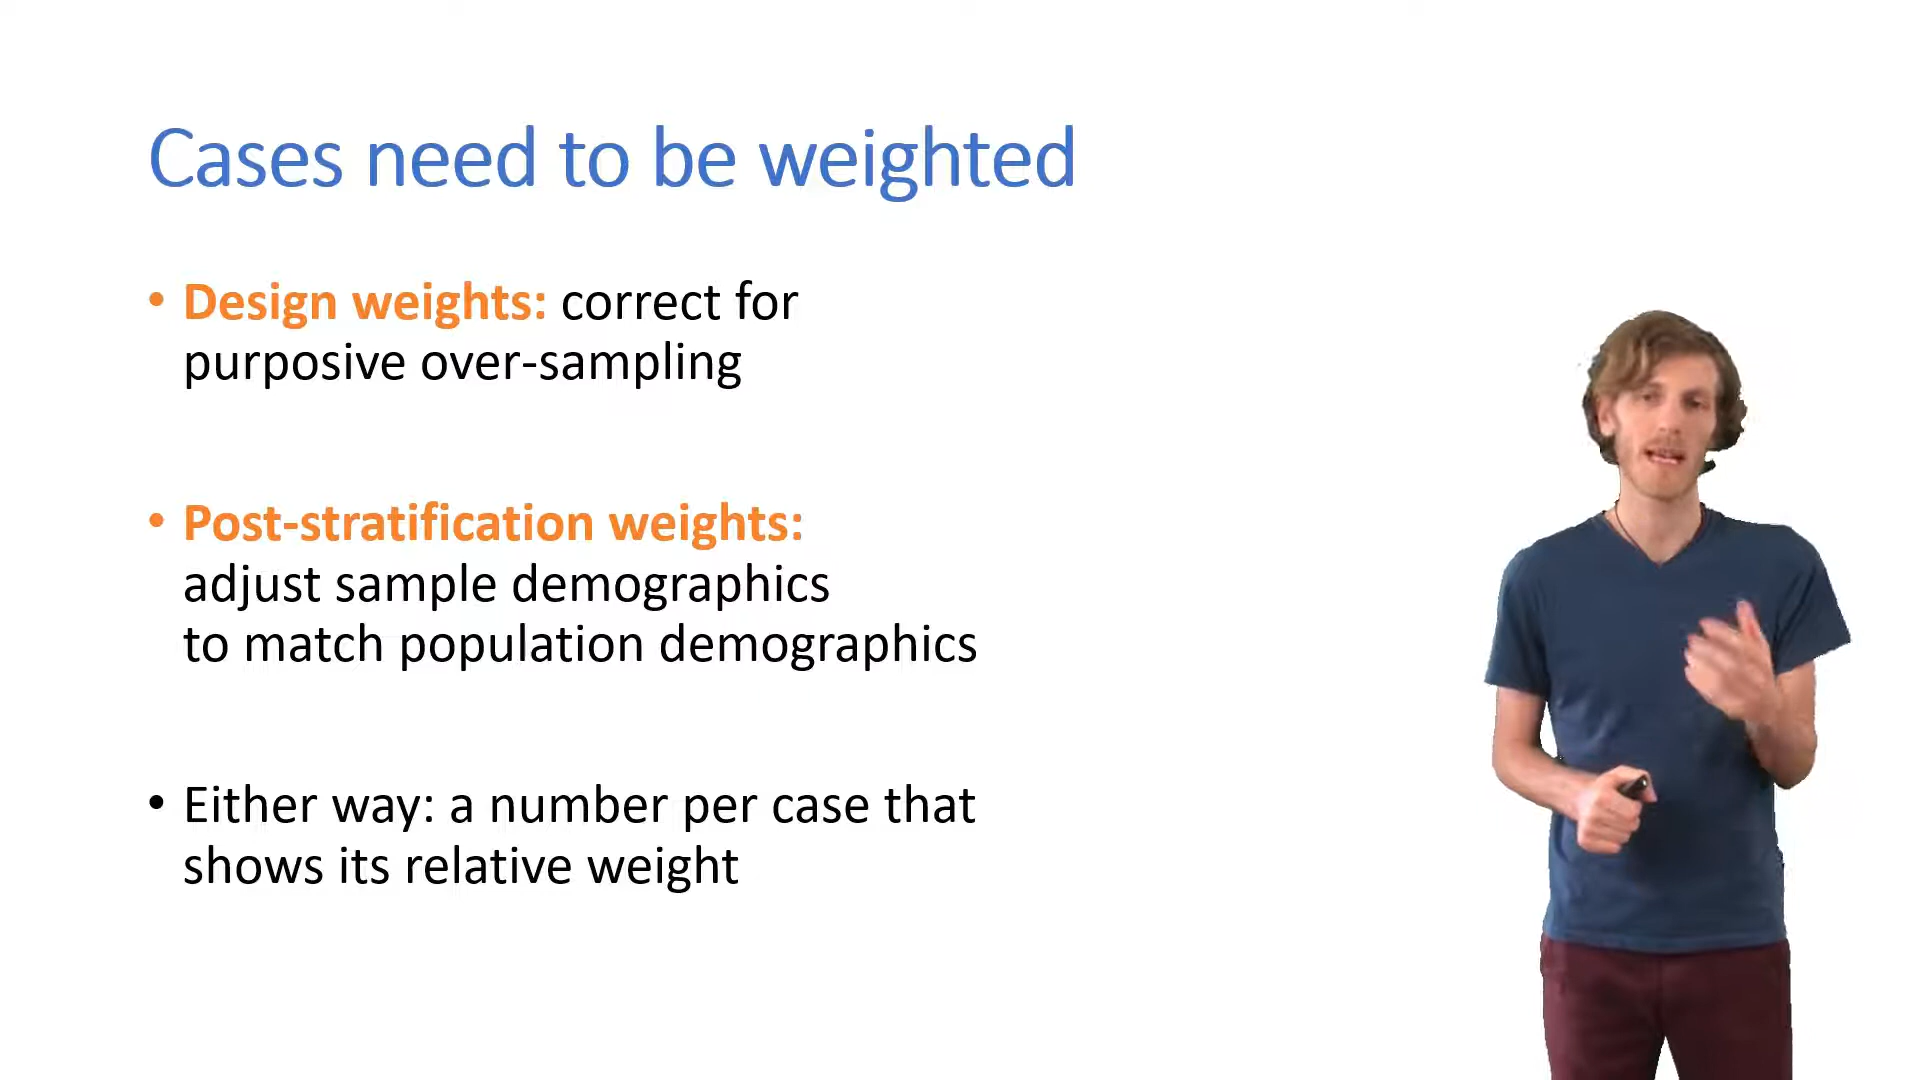 Cases need to be weighted
• Design weights: correct for
purposive over-sampling
• Post-stratification weights:
adjust sample demographics
to match population demographics
• Either way: a number per case that
shows its relative weight